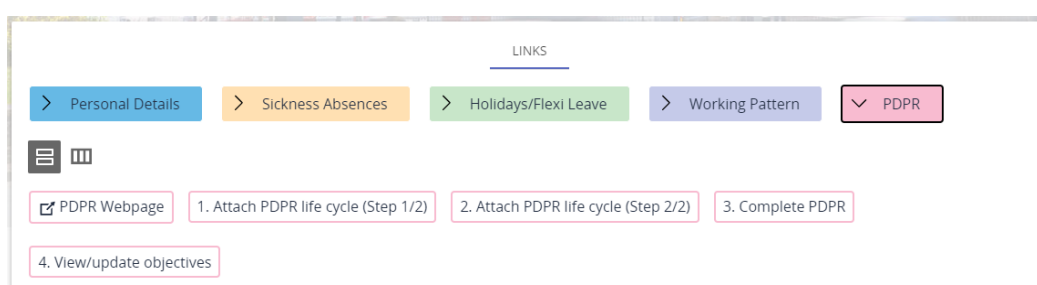 LINKS
Personal Details Sickness Absences Holidays/Flexi Leave Working Pattern PDPR
PDPR Webpage 1. Attach PDPR life cycle (Step 1/2) 2. Attach PDPR life cycle (Step 2/2) 3. Complete PDPR
4. View/update objectives